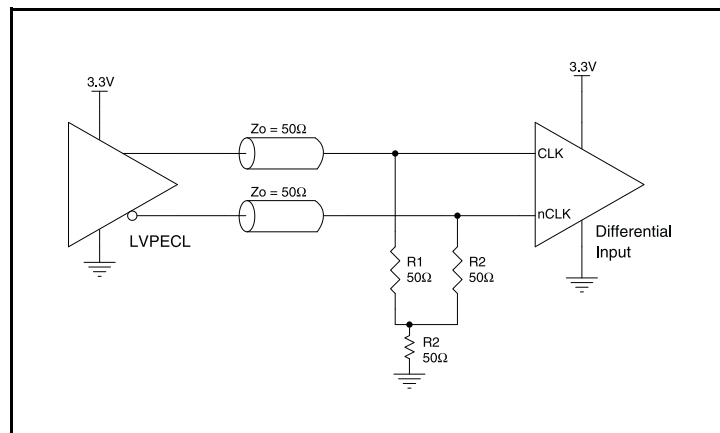 3.3V
3.3V
Zo = 50Ω
CLK
Zo = 50Ω
nCLK
LVPECL
Differential
Input
R1
50Ω
R2
50Ω
R2
50Ω